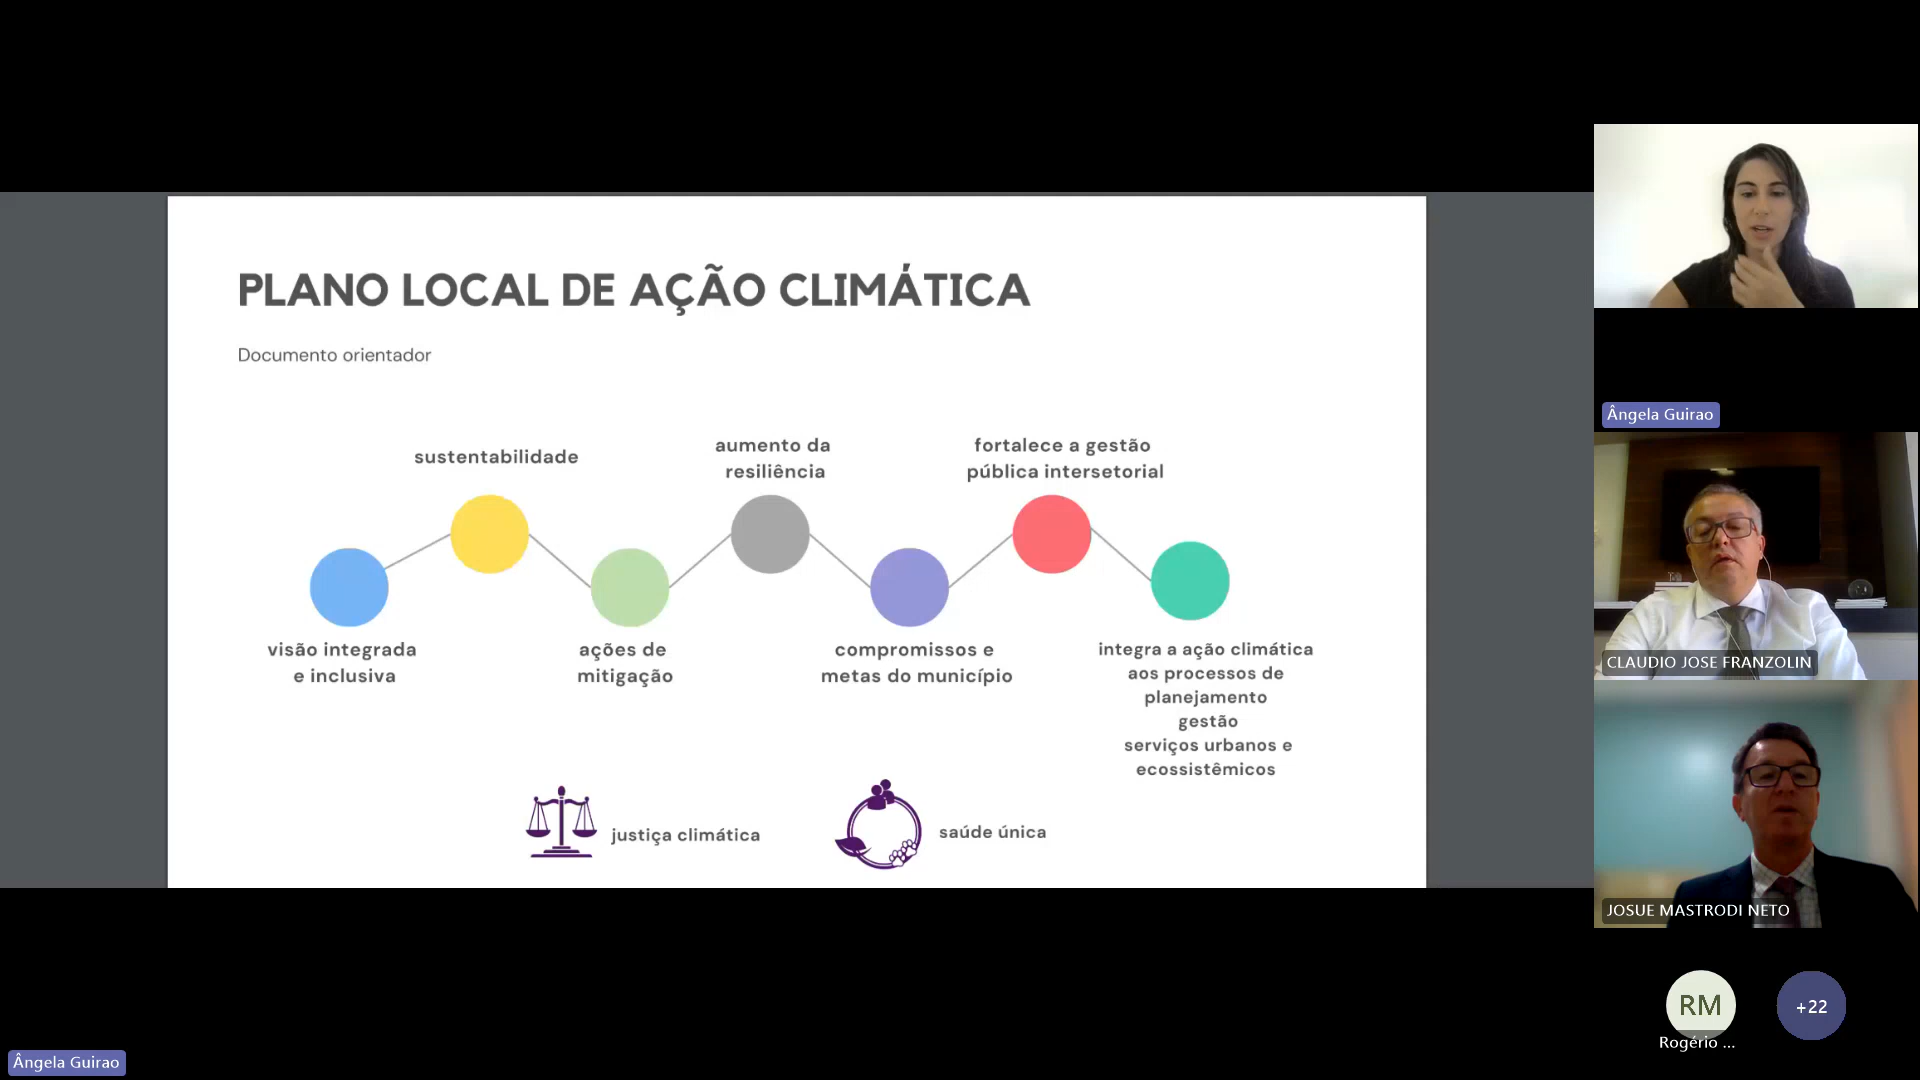 PLANO LOCAL DE AÇÃO CLIMÁTICA
Documento orientador
sustentabilidade
aumento da
resiliência
fortalece a gestão
pública intersetorial
visão integrada
e inclusiva
ações de
mitigação
compromissos e
metas do município
integra a ação climática
aos processos de
planejamento
gestão
serviços urbanos e
ecossistêmicos
justiça climática
saúde única
Ângela Guirao
CLAUDIO JOSE FRANZOLIN
JOSUE MASTRODI NETO
RM
+22
Rogério ...
Ângela Guirao